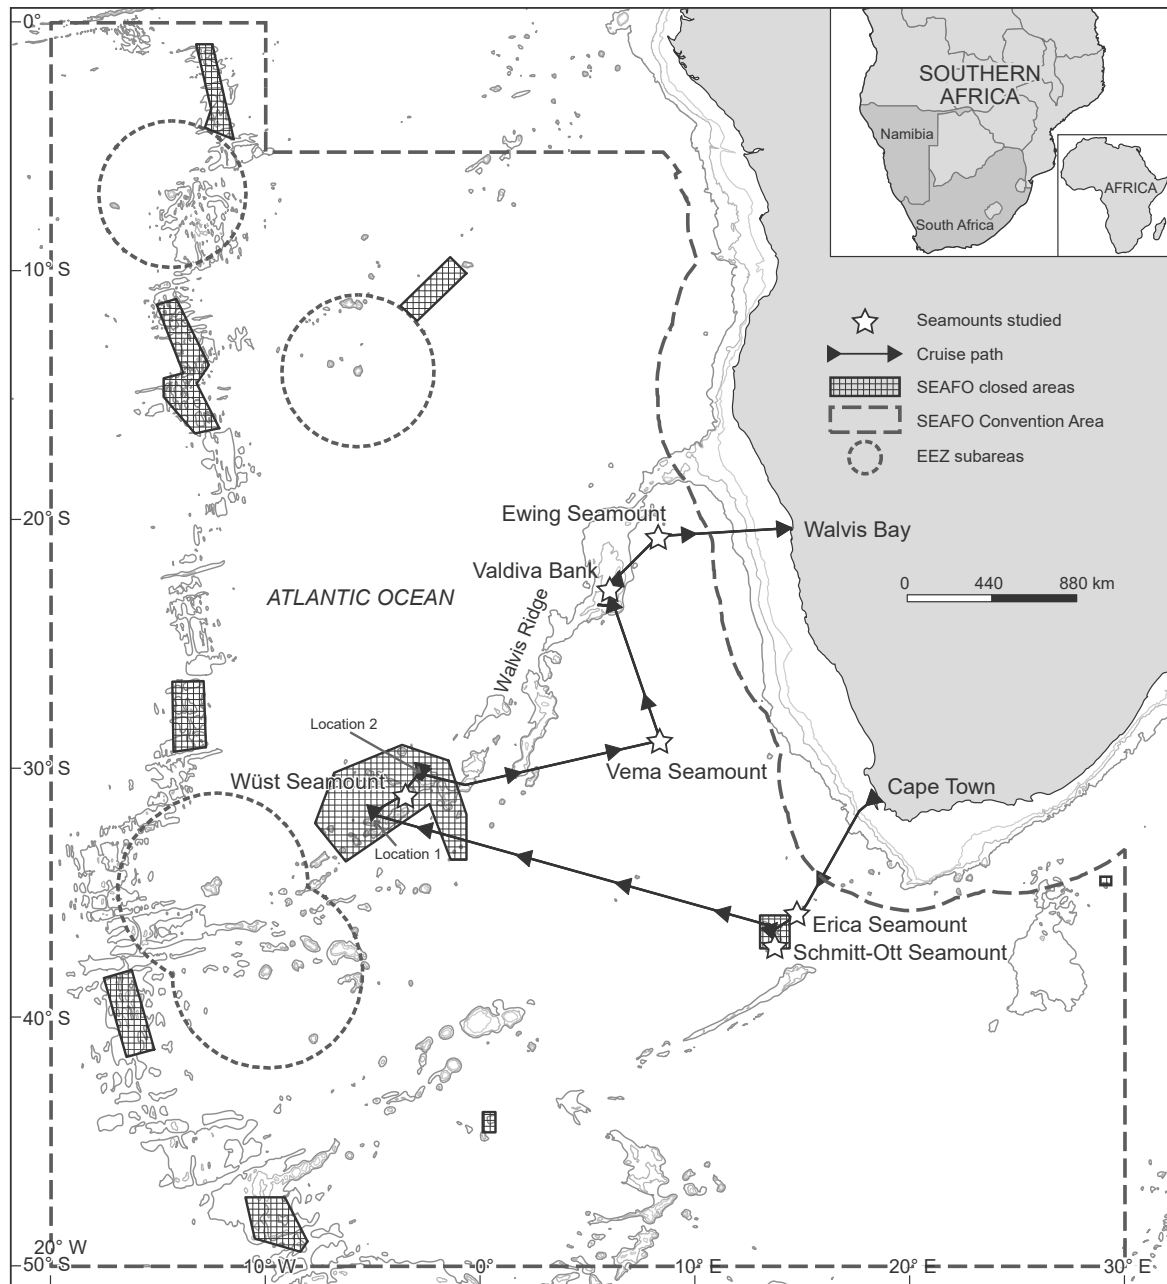 0°
SOUTHERN
AFRICA
Namibia
South Africa
AFRICA
10° S
Seamounts studied
Cruise path
SEAFO closed areas
SEAFO Convention Area
EEZ subareas
20° S
Ewing Seamount
Walvis Bay
Valdiva Bank
0 440 880 km
ATLANTIC OCEAN
Walvis Ridge
Location 2
30° S
Wüst Seamount
Vema Seamount
Cape Town
Location 1
Erica Seamount
Schmitt-Ott Seamount
40° S
20° W
50° S
10° W
0°
10° E
20° E
30° E